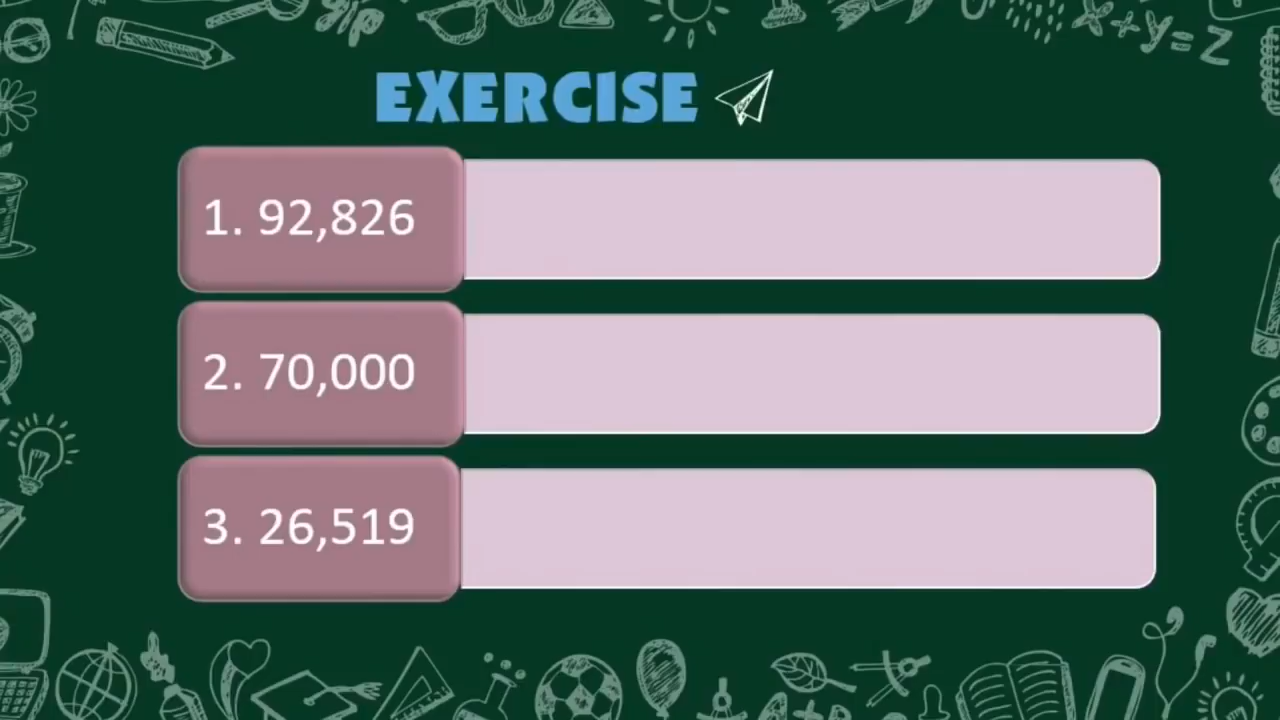 x+y=z
EXERCISE
1. 92,826
2. 70,000
3. 26,519